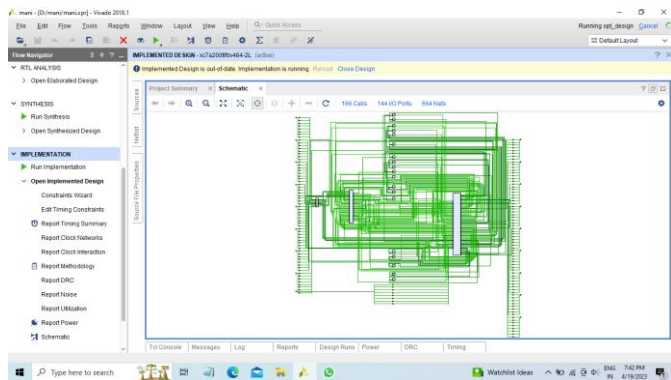 mani - [D:/mani/mani.xpr] - Vivado 2018.1
File Edit Flow Tools Reports Window Layout View Help Quick Access
Running opt_design Cancel
Default Layout
Flow Navigator
IMPLEMENTED DESIGN - xc7a200tfbv484-2L (active)
Implemented Design is out-of-date. Implementation is running. Reload Close Design
RTL ANALYSIS
Open Elaborated Design
SYNTHESIS
Run Synthesis
Open Synthesized Design
IMPLEMENTATION
Run Implementation
Open Implemented Design
Constraints Wizard
Edit Timing Constraints
Report Timing Summary
Report Clock Networks
Report Clock Interaction
Report Methodology
Report DRC
Report Noise
Report Utilization
Report Power
Schematic
Sources
Netlist
Source File Properties
Project Summary Schematic
166 Cells 144 I/O Ports 564 Nets
Tcl Console Messages Log Reports Design Runs Power DRC Timing
Type here to search
Watchlist Ideas
ENG
IN
7:42 PM
4/19/2023